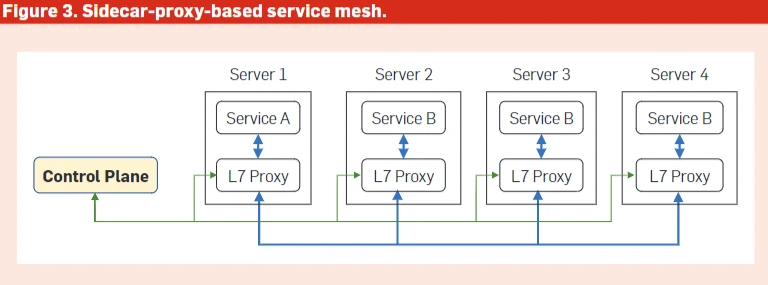 Figure 3. Sidecar-proxy-based service mesh.
Server 1
Server 2
Server 3
Server 4
Service A
Service B
Service B
Service B
Control Plane
L7 Proxy
L7 Proxy
L7 Proxy
L7 Proxy